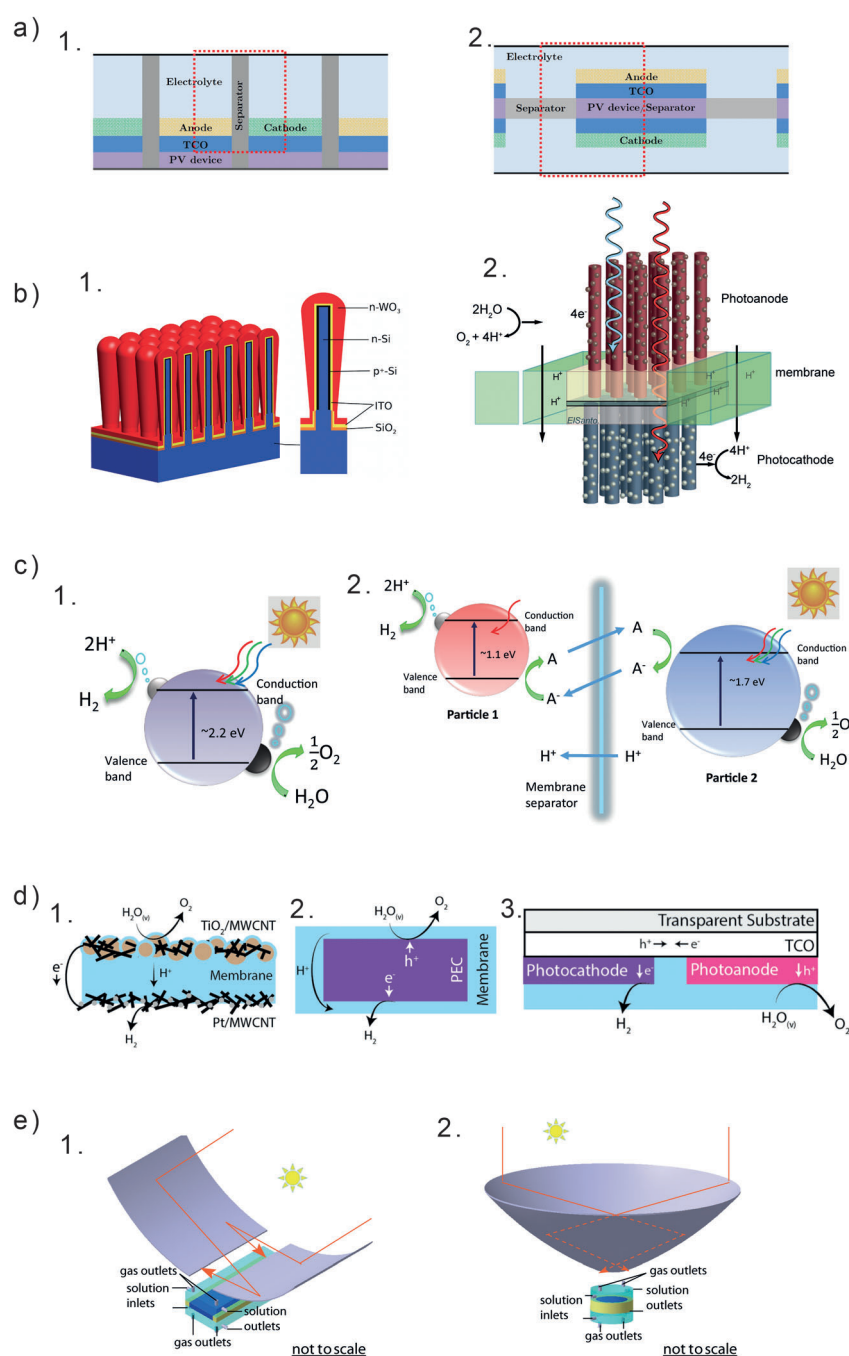 a)
1.
Electrolyte
Separator
Anode
Cathode
TCO
PV device
2.
Electrolyte
Anode
TCO
Separator
PV device/Separator
Cathode
b)
1.
n-WO₃
n-Si
p⁺-Si
ITO
SiO₂
2.
2H₂O
O₂ + 4H⁺
4e⁻
Photoanode
H⁺
H⁺
H⁺
H⁺
H⁺
membrane
ElSanto
Photocathode
4e⁻
4H⁺
2H₂
c)
1.
2H⁺
H₂
Conduction
band
~2.2 eV
Valence
band
½O₂
H₂O
2.
2H⁺
H₂
Conduction
band
~1.1 eV
Valence
band
Particle 1
A
A⁻
H⁺
H⁺
Membrane
separator
A
A⁻
Conduction
band
~1.7 eV
Valence
band
Particle 2
½O
H₂O
d)
1.
H₂O(v)
O₂
TiO₂/MWCNT
e⁻
H⁺
Membrane
Pt/MWCNT
H₂
2.
H₂O(v)
O₂
H⁺
h⁺
e⁻
PEC
Membrane
H₂
3.
Transparent Substrate
h⁺ → ← e⁻
TCO
Photocathode
e⁻
Photoanode
h⁺
H₂
H₂O(v)
O₂
e)
1.
gas outlets
solution
inlets
solution
outlets
gas outlets
not to scale
2.
gas outlets
solution
inlets
solution
outlets
gas outlets
not to scale